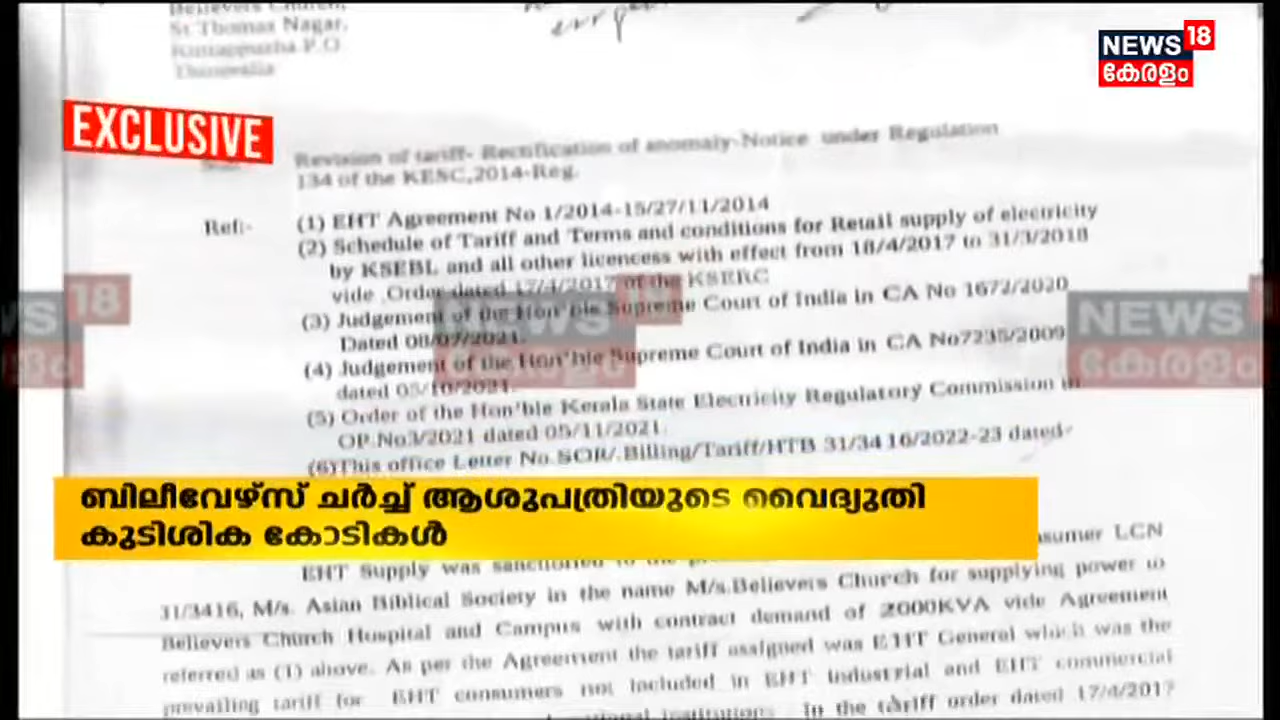 Believers Church,
St Thomas Nagar,
Kuttappuzha P.O
Thiruvalla
NEWS 18
കേരളം
EXCLUSIVE
Revision of tariff- Rectification of anomaly-Notice under Regulation
134 of the KESC,2014-Reg.
Ref:- (1) EHT Agreement No 1/2014-15/27/11/2014
(2) Schedule of Tariff and Terms and conditions for Retail supply of electricity
by KSEBL and all other licencess with effect from 18/4/2017 to 31/3/2018
vide .Order dated 17/4/2017 of the KSERC
(3) Judgement of the Hon'ble Supreme Court of India in CA No 1672/2020
Dated 08/07/2021.
(4) Judgement of the Hon'ble Supreme Court of India in CA No7235/2009
dated 05/10/2021.
(5) Order of the Hon'ble Kerala State Electricity Regulatory Commission in
OP.No3/2021 dated 05/11/2021.
(6)This office Letter No.SOR/.Billing/Tariff/HTB 31/3416/2022-23 dated-
NEWS 18
കേരളം
NEWS
കേരളം
ബിലീവേഴ്സ് ചർച്ച് ആശുപത്രിയുടെ വൈദ്യുതി
കുടിശിക കോടികൾ
EHT Supply was sanctioned to the consumer LCN
31/3416, M/s. Asian Biblical Society in the name M/s.Believers Church for supplying power to
Believers Church Hospital and Campus with contract demand of 2000KVA vide Agreement
referred as (1) above. As per the Agreement the tariff assigned was EHT General which was the
prevailing tariff for EHT consumers not included in EHT Industrial and EHT commercial
institutions. In the tariff order dated 17/4/2017